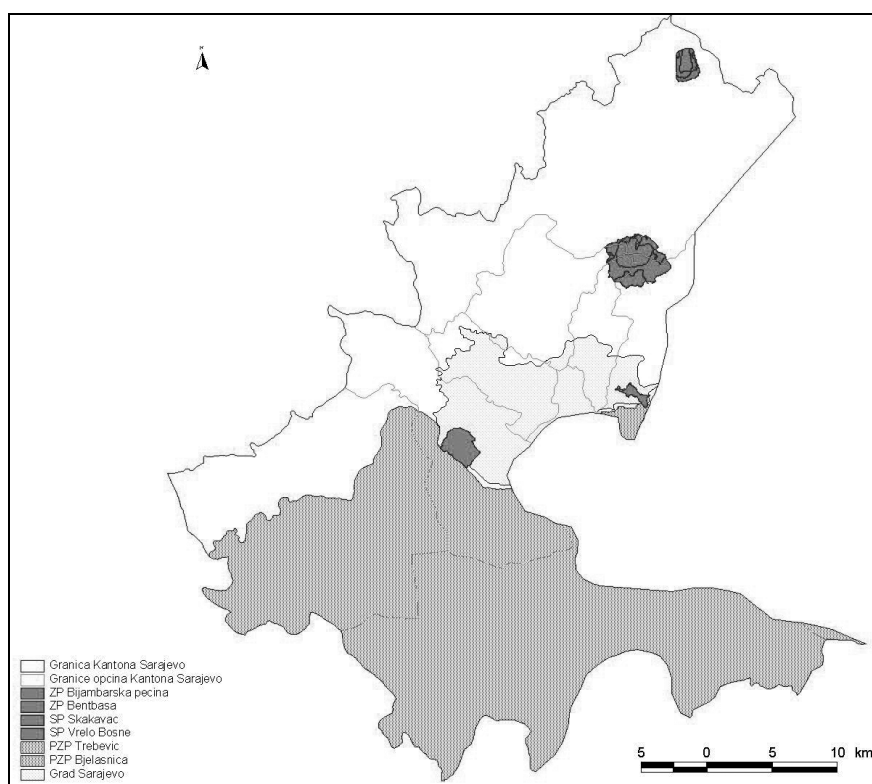 N
Granica Kantona Sarajevo
Granice opcina Kantona Sarajevo
ZP Bijambarska pecina
ZP Bentbasa
SP Skakavac
SP Vrelo Bosne
PZP Trebevic
PZP Bjelasnica
Grad Sarajevo
5 0 5 10 km